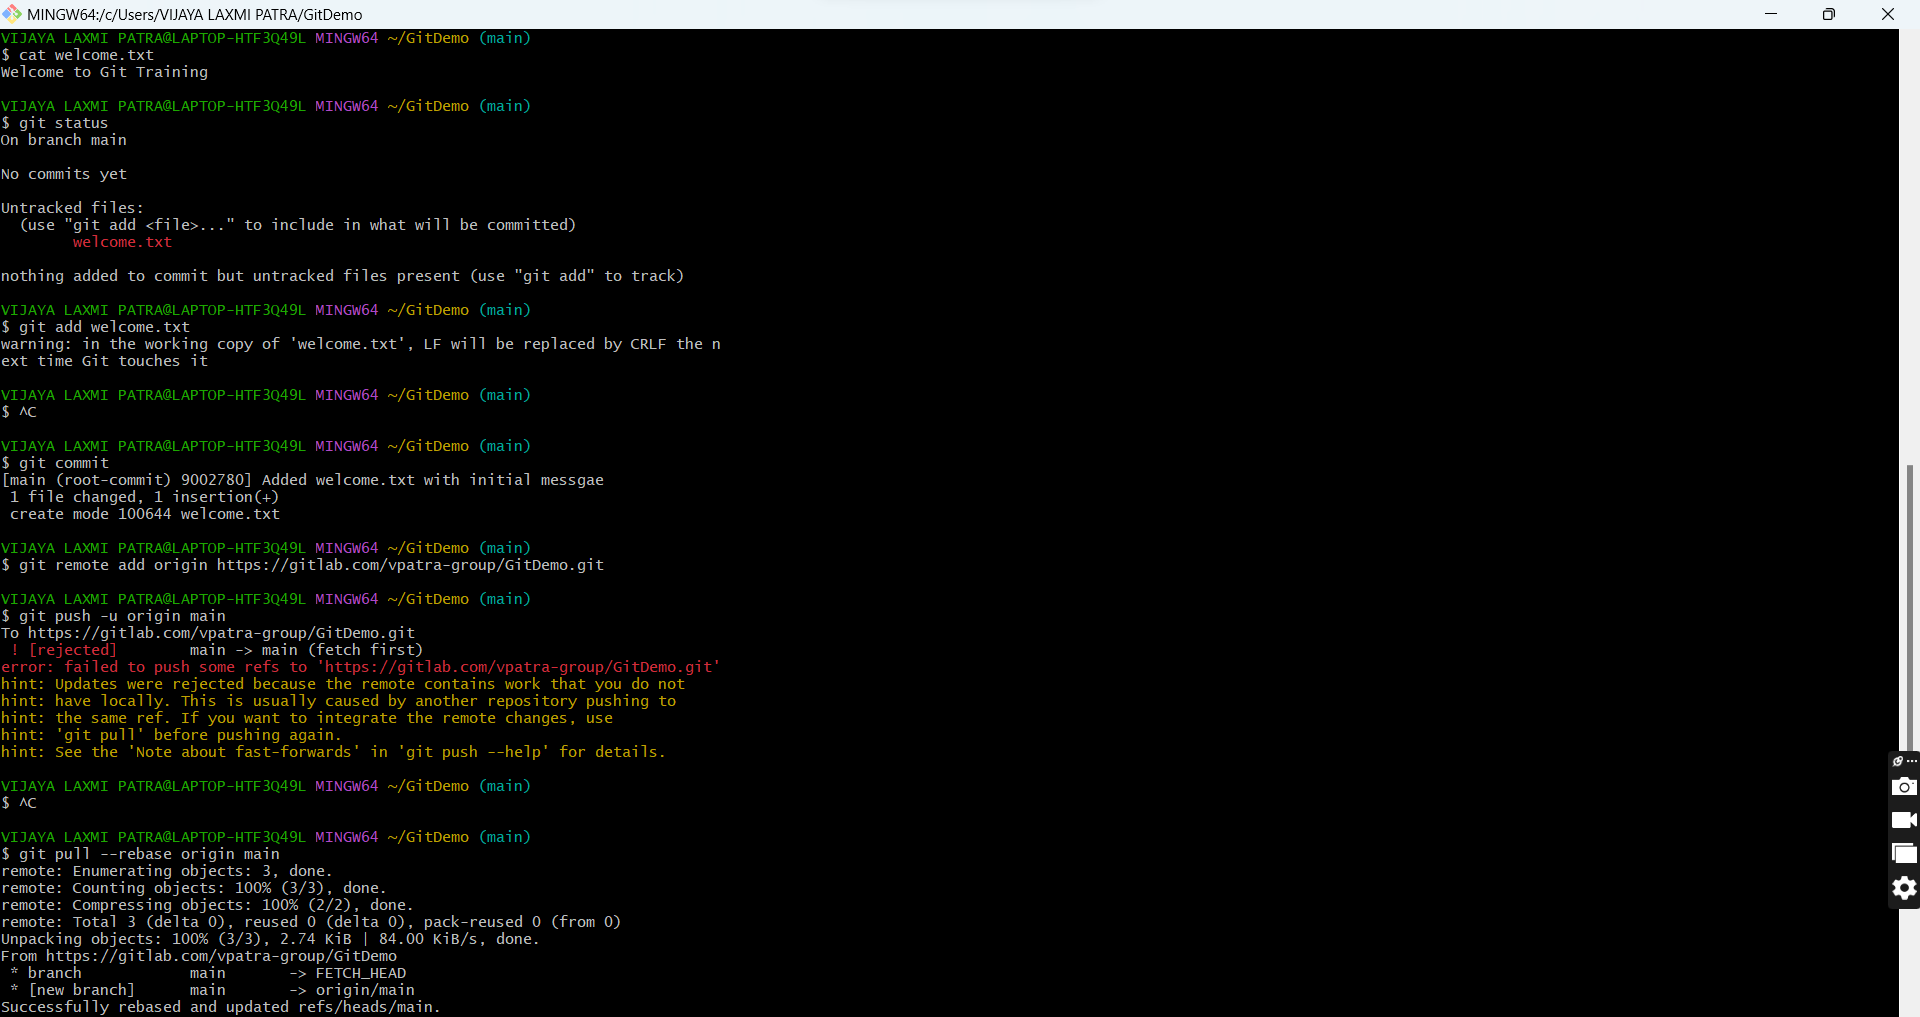 MINGW64:/c/Users/VIJAYA LAXMI PATRA/GitDemo
VIJAYA LAXMI PATRA@LAPTOP-HTF3Q49L MINGW64 ~/GitDemo (main)
$ cat welcome.txt
Welcome to Git Training
VIJAYA LAXMI PATRA@LAPTOP-HTF3Q49L MINGW64 ~/GitDemo (main)
$ git status
On branch main
No commits yet
Untracked files:
  (use "git add <file>..." to include in what will be committed)
        welcome.txt
nothing added to commit but untracked files present (use "git add" to track)
VIJAYA LAXMI PATRA@LAPTOP-HTF3Q49L MINGW64 ~/GitDemo (main)
$ git add welcome.txt
warning: in the working copy of 'welcome.txt', LF will be replaced by CRLF the n
ext time Git touches it
VIJAYA LAXMI PATRA@LAPTOP-HTF3Q49L MINGW64 ~/GitDemo (main)
$ ^C
VIJAYA LAXMI PATRA@LAPTOP-HTF3Q49L MINGW64 ~/GitDemo (main)
$ git commit
[main (root-commit) 9002780] Added welcome.txt with initial messgae
 1 file changed, 1 insertion(+)
 create mode 100644 welcome.txt
VIJAYA LAXMI PATRA@LAPTOP-HTF3Q49L MINGW64 ~/GitDemo (main)
$ git remote add origin https://gitlab.com/vpatra-group/GitDemo.git
VIJAYA LAXMI PATRA@LAPTOP-HTF3Q49L MINGW64 ~/GitDemo (main)
$ git push -u origin main
To https://gitlab.com/vpatra-group/GitDemo.git
 ! [rejected]        main -> main (fetch first)
error: failed to push some refs to 'https://gitlab.com/vpatra-group/GitDemo.git'
hint: Updates were rejected because the remote contains work that you do not
hint: have locally. This is usually caused by another repository pushing to
hint: the same ref. If you want to integrate the remote changes, use
hint: 'git pull' before pushing again.
hint: See the 'Note about fast-forwards' in 'git push --help' for details.
VIJAYA LAXMI PATRA@LAPTOP-HTF3Q49L MINGW64 ~/GitDemo (main)
$ ^C
VIJAYA LAXMI PATRA@LAPTOP-HTF3Q49L MINGW64 ~/GitDemo (main)
$ git pull --rebase origin main
remote: Enumerating objects: 3, done.
remote: Counting objects: 100% (3/3), done.
remote: Compressing objects: 100% (2/2), done.
remote: Total 3 (delta 0), reused 0 (delta 0), pack-reused 0 (from 0)
Unpacking objects: 100% (3/3), 2.74 KiB | 84.00 KiB/s, done.
From https://gitlab.com/vpatra-group/GitDemo
 * branch            main       -> FETCH_HEAD
 * [new branch]      main       -> origin/main
Successfully rebased and updated refs/heads/main.